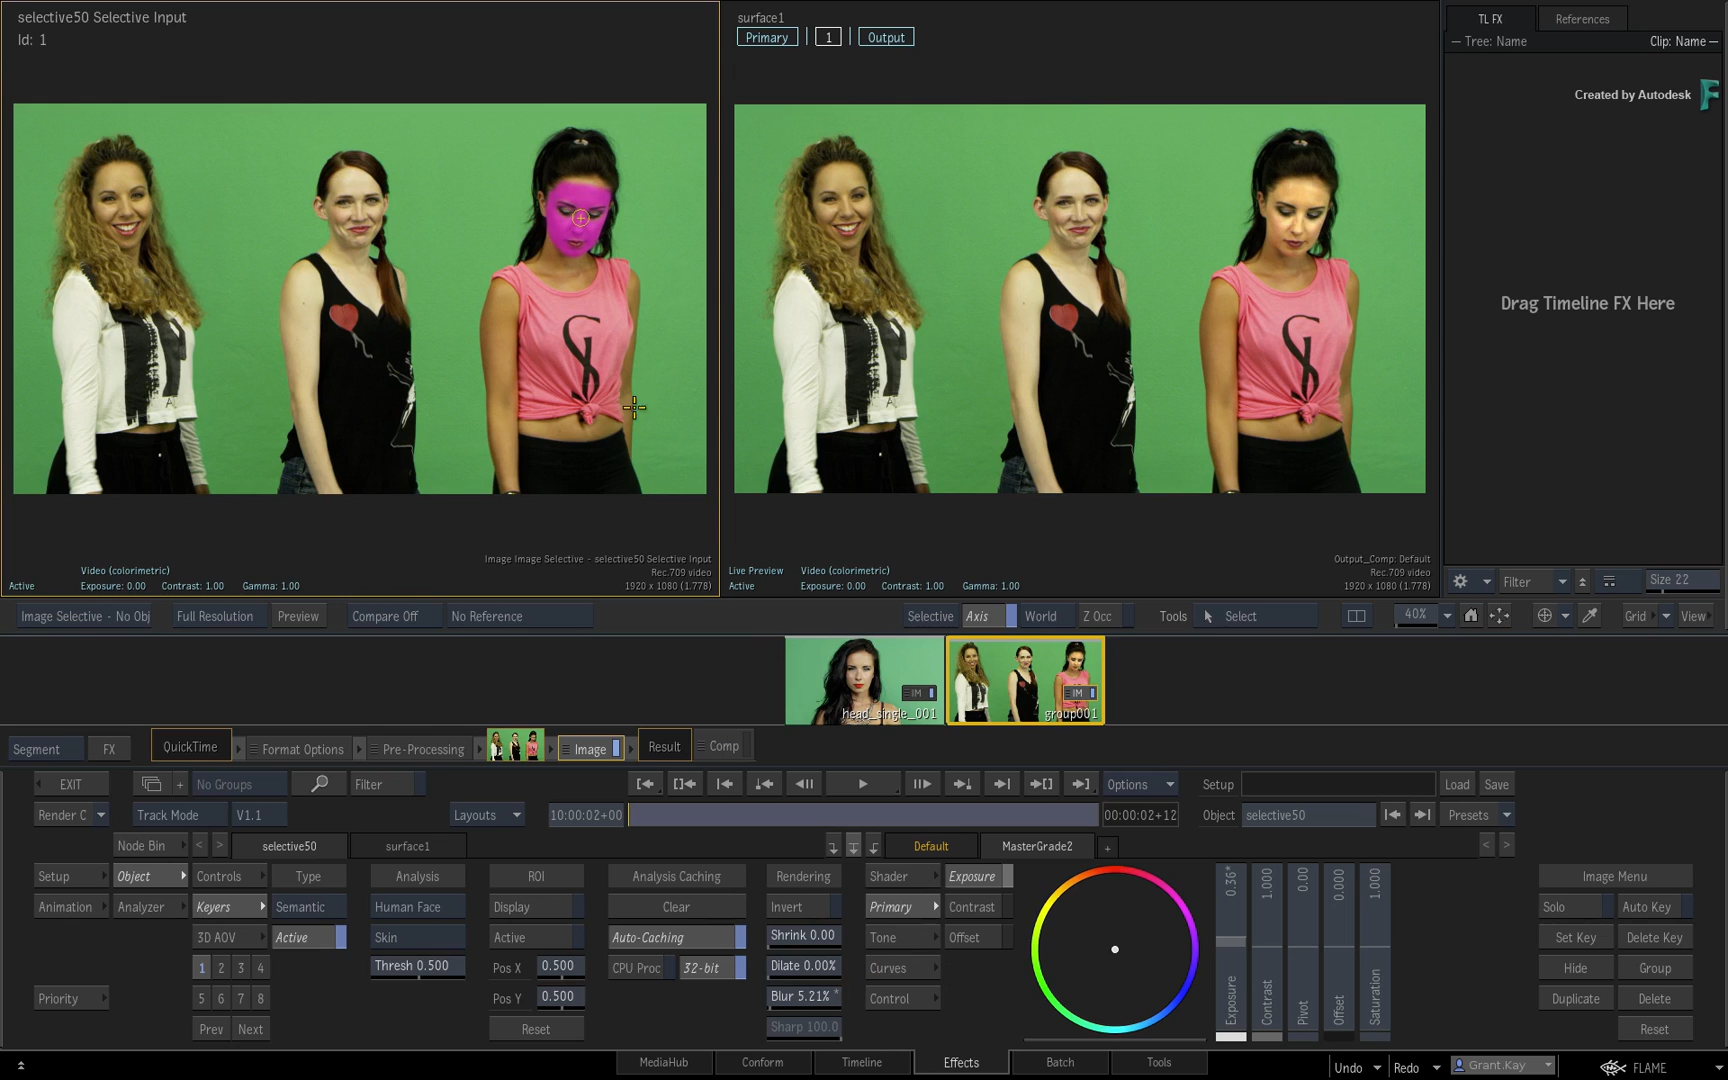 selective50 Selective Input
Id: 1
surface1
Primary | 1 | Output
TL FX References
Tree: Name Clip: Name
Created by Autodesk
Drag Timeline FX Here
Image Image Selective - selective50 Selective Input
Video (colorimetric) Rec.709 video
Active Exposure: 0.00 Contrast: 1.00 Gamma: 1.00 1920 x 1080 (1.778)
Output_Comp: Default
Live Preview Video (colorimetric) Rec.709 video
Active Exposure: 0.00 Contrast: 1.00 Gamma: 1.00 1920 x 1080 (1.778)
Filter Size 22
Image Selective - No Obj Full Resolution Preview Compare Off No Reference Selective Axis World Z Occ Tools Select 40% Grid View
IM IM
head_single_001 group001
Segment FX QuickTime Format Options Pre-Processing Image Result Comp
EXIT + No Groups Filter Options Setup Load Save
Render C Track Mode V1.1 Layouts 10:00:02+00 00:00:02+12 Object selective50 Presets
Node Bin < > selective50 surface1 Default MasterGrade2 + < >
Setup Object Controls Type Analysis ROI Analysis Caching Rendering Shader Exposure Image Menu
Animation Analyzer Keyers Semantic Human Face Display Clear Invert Primary Contrast Solo Auto Key
3D AOV Active Skin Active Auto-Caching Shrink 0.00 Tone Offset Set Key Delete Key
1 2 3 4 Thresh 0.500 Pos X 0.500 CPU Proc 32-bit Dilate 0.00% Curves Hide Group
Priority 5 6 7 8 Pos Y 0.500 Blur 5.21% * Control Duplicate Delete
Prev Next Reset Sharp 100.0 Reset
0.36* 1.000 0.00 0.000 1.000
Exposure Contrast Pivot Offset Saturation
MediaHub Conform Timeline Effects Batch Tools Undo Redo Grant.Kay FLAME